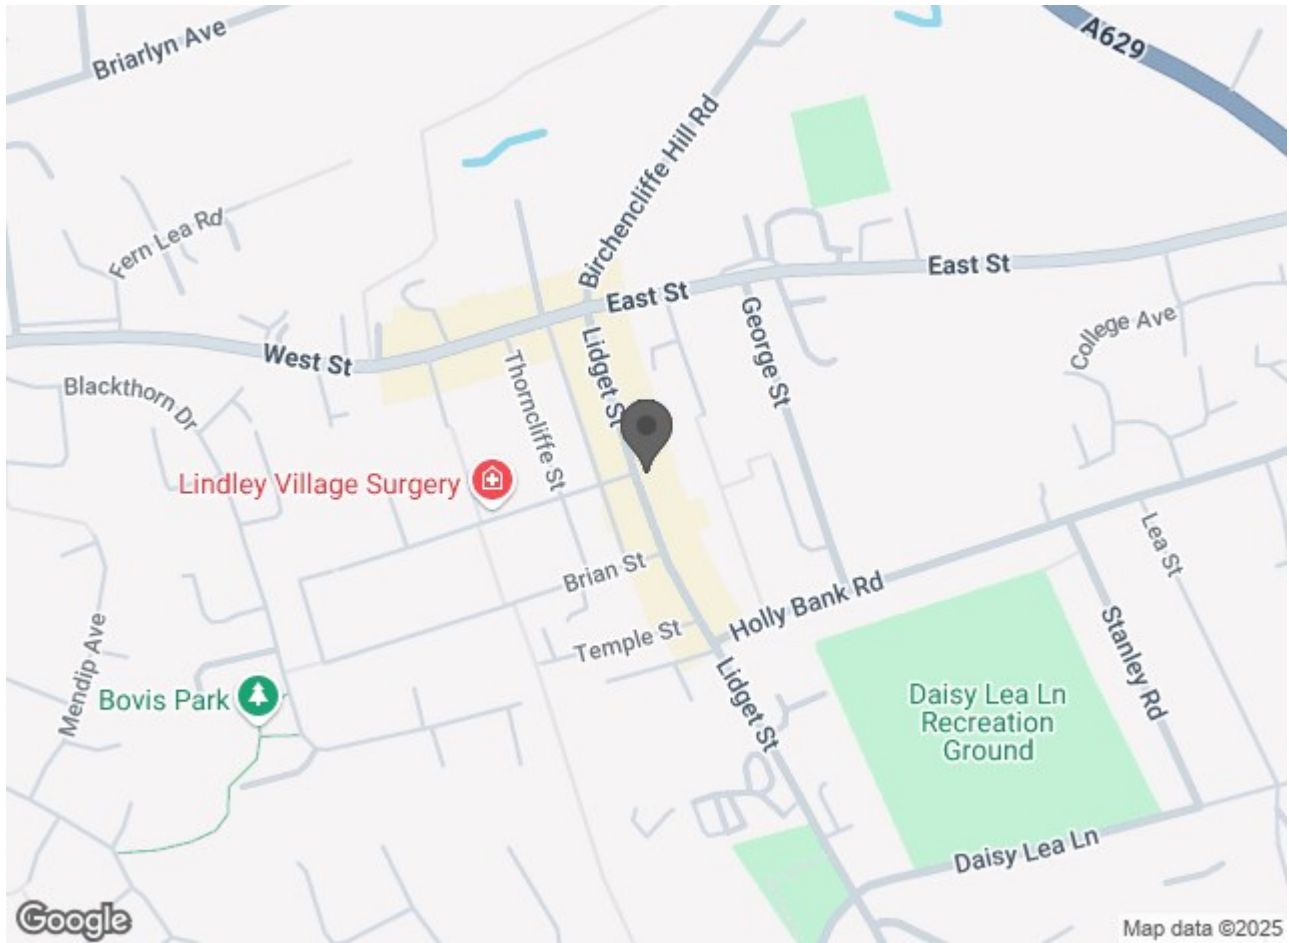 Briarlyn Ave
A629
Birchencliffe Hill Rd
Fern Lea Rd
East St
East St
West St
Lidget St
George St
College Ave
Blackthorn Dr
Thorncliffe St
Lindley Village Surgery
Lea St
Brian St
Holly Bank Rd
Temple St
Mendip Ave
Stanley Rd
Bovis Park
Lidget St
Daisy Lea Ln
Recreation
Ground
Daisy Lea Ln
Google
Map data ©2025